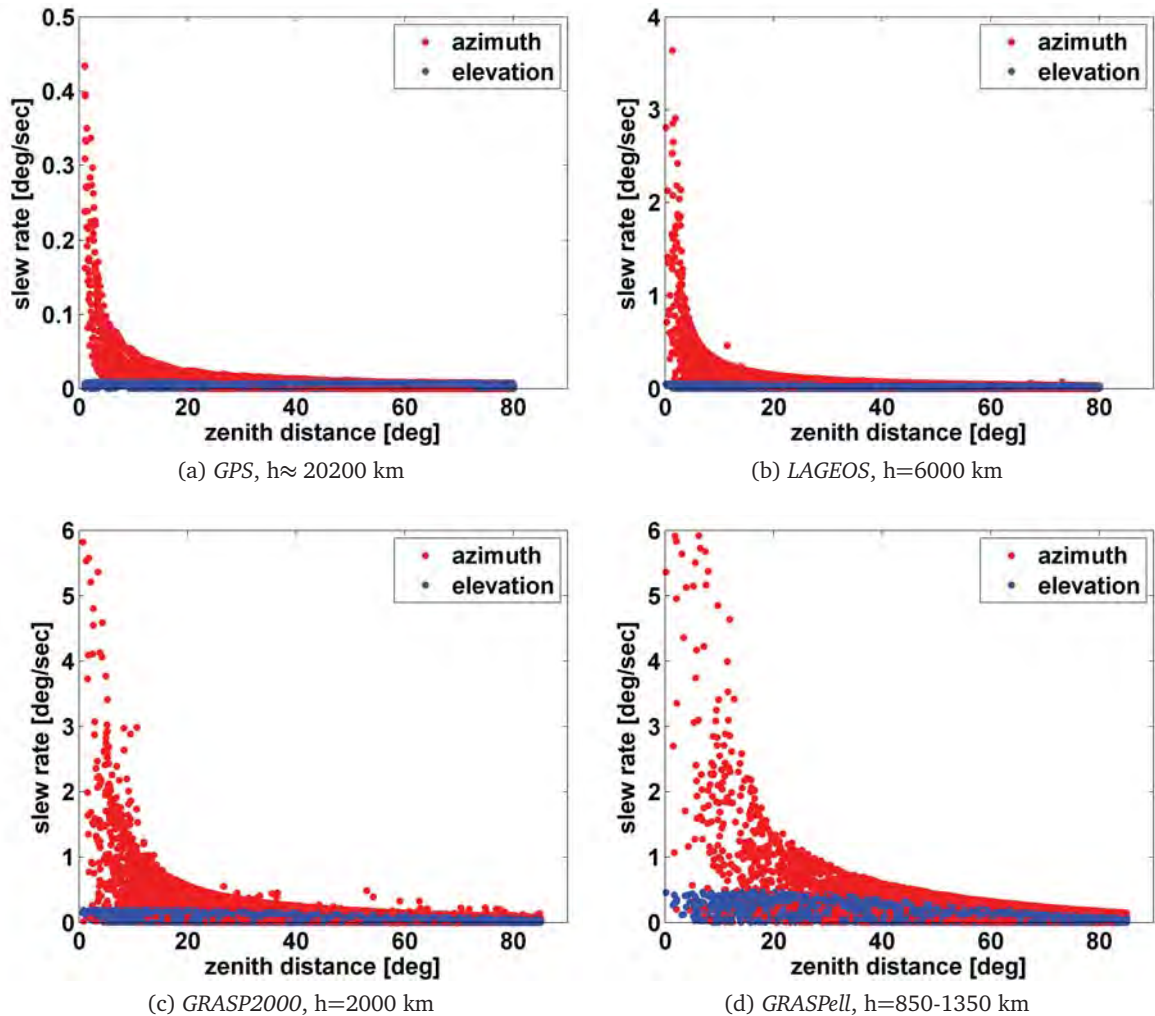 0.5
0.4
0.3
0.2
0.1
0
slew rate [deg/sec]
azimuth
elevation
0 20 40 60 80
zenith distance [deg]
(a) GPS, h≈ 20200 km
4
3
2
1
0
slew rate [deg/sec]
azimuth
elevation
0 20 40 60 80
zenith distance [deg]
(b) LAGEOS, h=6000 km
6
5
4
3
2
1
0
slew rate [deg/sec]
azimuth
elevation
0 20 40 60 80
zenith distance [deg]
(c) GRASP2000, h=2000 km
6
5
4
3
2
1
0
slew rate [deg/sec]
azimuth
elevation
0 20 40 60 80
zenith distance [deg]
(d) GRASPell, h=850-1350 km